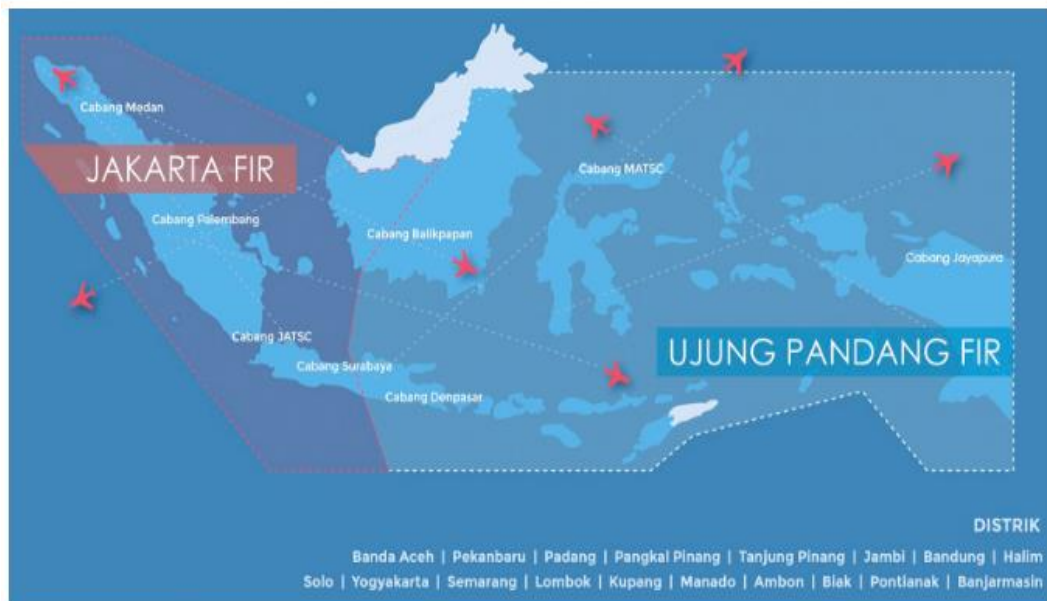 Cabang Medan
JAKARTA FIR
Cabang MATSC
Cabang Palembang
Cabang Balikpapan
Cabang Jayapura
Cabang JATSC
UJUNG PANDANG FIR
Cabang Surabaya
Cabang Denpasar
DISTRIK
Banda Aceh | Pekanbaru | Padang | Pangkal Pinang | Tanjung Pinang | Jambi | Bandung | Halim
Solo | Yogyakarta | Semarang | Lombok | Kupang | Manado | Ambon | Biak | Pontianak | Banjarmasin